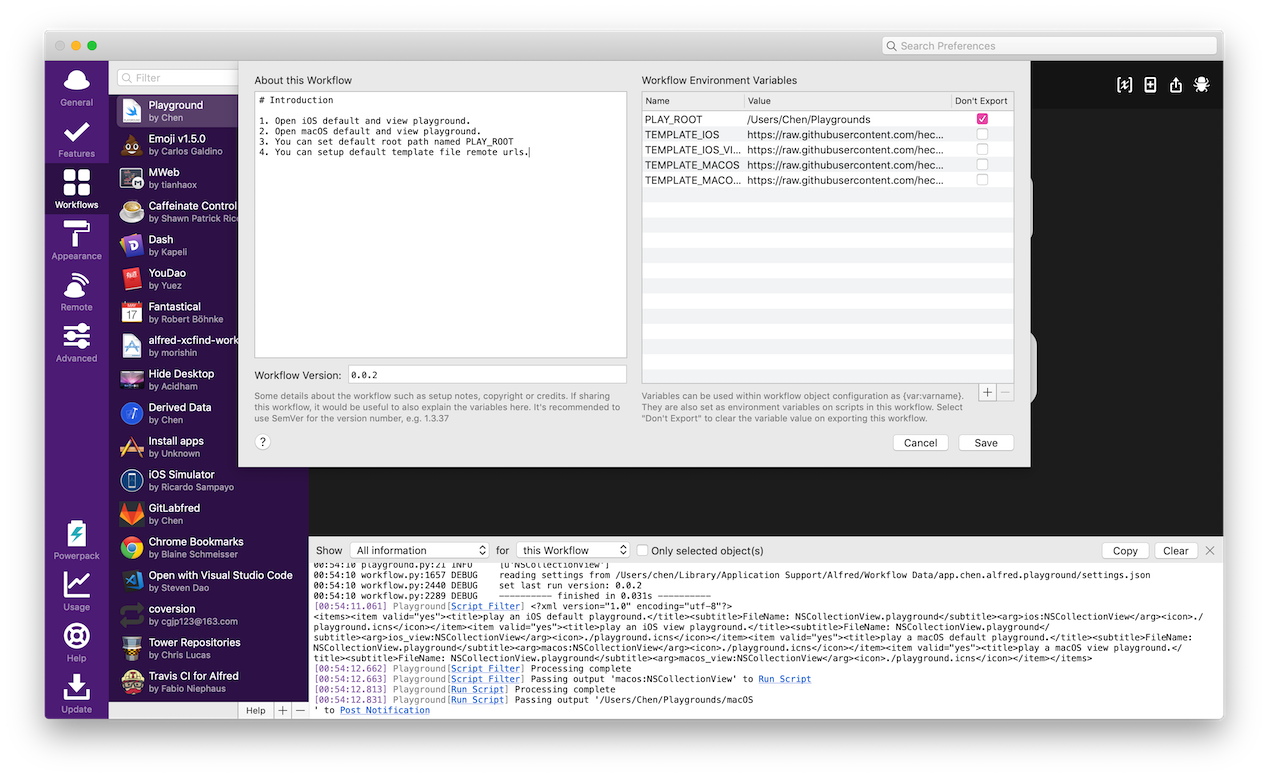 Search Preferences
General
Features
Workflows
Appearance
Remote
Advanced
Powerpack
Usage
Help
Update
Filter
Playground
by Chen
Emoji v1.5.0
by Carlos Galdino
MWeb
by tianhaox
Caffeinate Control
by Shawn Patrick Rice
Dash
by Kapeli
YouDao
by Yuez
17
Fantastical
by Robert Böhnke
alfred-xcfind-work
by morishin
Hide Desktop
by Acidham
Derived Data
by Chen
Install apps
by Unknown
iOS Simulator
by Ricardo Sampayo
GitLabfred
by Chen
Chrome Bookmarks
by Blaine Schmeisser
Open with Visual Studio Code
by Steven Dao
coversion
by cgjp123@163.com
Tower Repositories
by Chris Lucas
Travis CI for Alfred
by Fabio Niephaus
Help + −
About this Workflow
# Introduction
1. Open iOS default and view playground.
2. Open macOS default and view playground.
3. You can set default root path named PLAY_ROOT
4. You can setup default template file remote urls.
Workflow Version: 0.0.2
Some details about the workflow such as setup notes, copyright or credits. If sharing
this workflow, it would be useful to also explain the variables here. It's recommended to
use SemVer for the version number, e.g. 1.3.37
?
Workflow Environment Variables
Name Value Don't Export
PLAY_ROOT /Users/Chen/Playgrounds
TEMPLATE_IOS https://raw.githubusercontent.com/hec...
TEMPLATE_IOS_VI... https://raw.githubusercontent.com/hec...
TEMPLATE_MACOS https://raw.githubusercontent.com/hec...
TEMPLATE_MACO... https://raw.githubusercontent.com/hec...
+ −
Variables can be used within workflow object configuration as {var:varname}.
They are also set as environment variables on scripts in this workflow. Select
"Don't Export" to clear the variable value on exporting this workflow.
Cancel Save
Show All information for this Workflow Only selected object(s) Copy Clear
00:54:10 playground.py:21 INFO [u'NSCollectionView']
00:54:10 workflow.py:1657 DEBUG reading settings from /Users/chen/Library/Application Support/Alfred/Workflow Data/app.chen.alfred.playground/settings.json
00:54:10 workflow.py:2440 DEBUG set last run version: 0.0.2
00:54:10 workflow.py:2289 DEBUG ---------- finished in 0.031s ----------
[00:54:11.061] Playground[Script Filter] <?xml version="1.0" encoding="utf-8"?>
<items><item valid="yes"><title>play an iOS default playground.</title><subtitle>FileName: NSCollectionView.playground</subtitle><arg>ios:NSCollectionView</arg><icon>./
playground.icns</icon></item><item valid="yes"><title>play an iOS view playground.</title><subtitle>FileName: NSCollectionView.playground</
subtitle><arg>ios_view:NSCollectionView</arg><icon>./playground.icns</icon></item><item valid="yes"><title>play a macOS default playground.</title><subtitle>FileName:
NSCollectionView.playground</subtitle><arg>macos:NSCollectionView</arg><icon>./playground.icns</icon></item><item valid="yes"><title>play a macOS view playground.</
title><subtitle>FileName: NSCollectionView.playground</subtitle><arg>macos_view:NSCollectionView</arg><icon>./playground.icns</icon></item></items>
[00:54:12.662] Playground[Script Filter] Processing complete
[00:54:12.663] Playground[Script Filter] Passing output 'macos:NSCollectionView' to Run Script
[00:54:12.813] Playground[Run Script] Processing complete
[00:54:12.831] Playground[Run Script] Passing output '/Users/Chen/Playgrounds/macOS
' to Post Notification